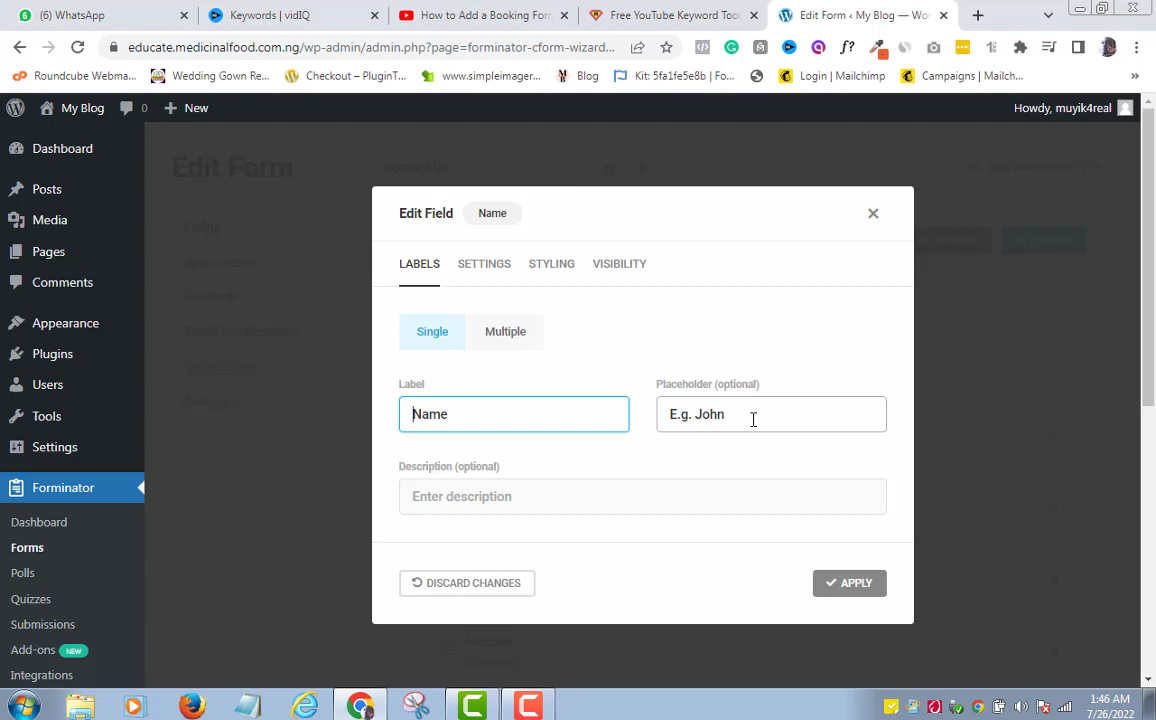 (6) WhatsApp
Keywords | vidIQ
How to Add a Booking Form
Free YouTube Keyword Tool
Edit Form ‹ My Blog — Wo
educate.medicinalfood.com.ng/wp-admin/admin.php?page=forminator-cform-wizard...
Roundcube Webma...
Wedding Gown Re...
Checkout – PluginT...
www.simpleimager...
Blog
Kit: 5fa1fe5e8b | Fo...
Login | Mailchimp
Campaigns | Mailch...
My Blog
0
New
Howdy, muyik4real
Dashboard
Posts
Media
Pages
Comments
Appearance
Plugins
Users
Tools
Settings
Forminator
Dashboard
Forms
Polls
Quizzes
Submissions
Add-ons NEW
Integrations
Edit Form
Fields
Edit Field
Name
LABELS
SETTINGS
STYLING
VISIBILITY
Single
Multiple
Label
Placeholder (optional)
Name
E.g. John
Description (optional)
Enter description
DISCARD CHANGES
APPLY
1:46 AM
7/26/2022